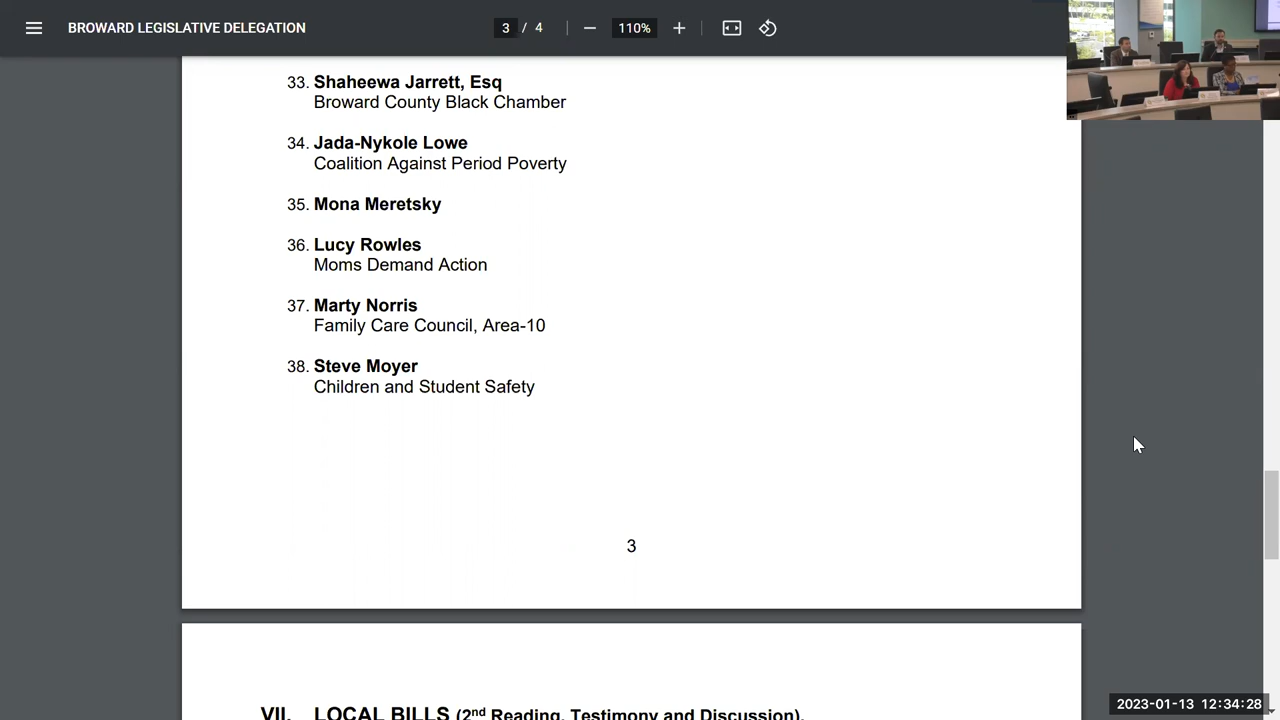 BROWARD LEGISLATIVE DELEGATION
3 / 4
110%
33. Shaheewa Jarrett, Esq
Broward County Black Chamber
34. Jada-Nykole Lowe
Coalition Against Period Poverty
35. Mona Meretsky
36. Lucy Rowles
Moms Demand Action
37. Marty Norris
Family Care Council, Area-10
38. Steve Moyer
Children and Student Safety
3
VII. LOCAL BILLS (2nd Reading, Testimony and Discussion).
2023-01-13 12:34:28